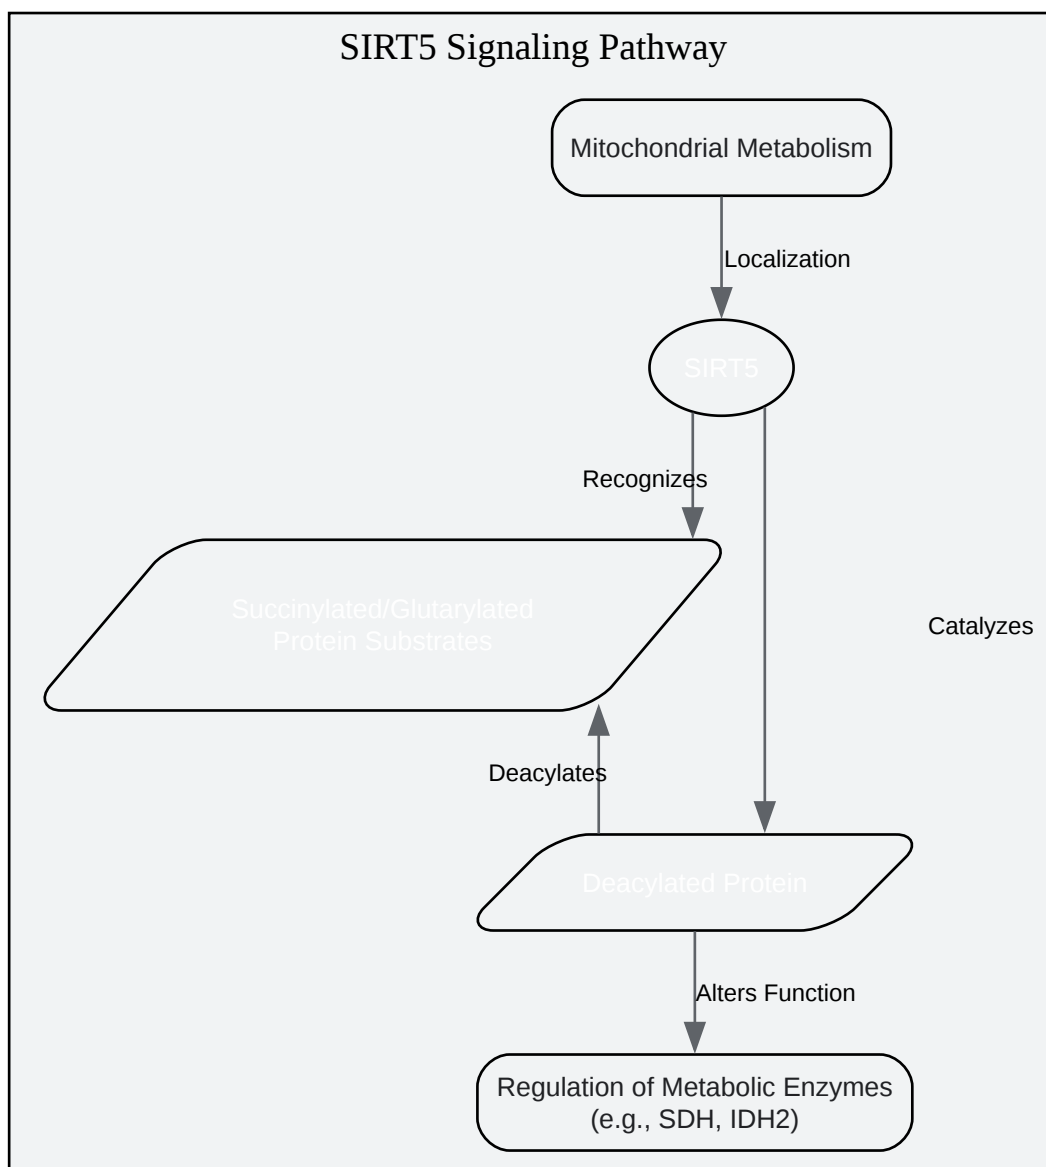 SIRT5 Signaling Pathway
Mitochondrial Metabolism
Localization
SIRT5
Recognizes
Succinylated/Glutarylated
Protein Substrates
Catalyzes
Deacylates
Deacylated Protein
Alters Function
Regulation of Metabolic Enzymes
(e.g., SDH, IDH2)